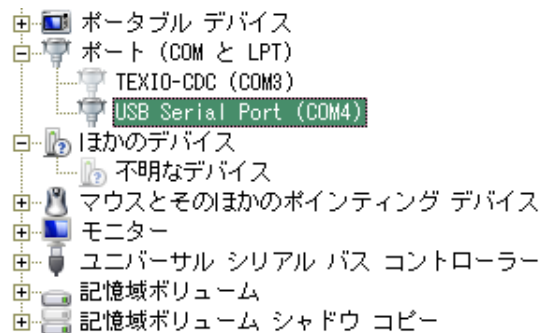 ポータブル デバイス
ポート (COM と LPT)
TEXIO-CDC (COM3)
USB Serial Port (COM4)
ほかのデバイス
不明なデバイス
マウスとそのほかのポインティング デバイス
モニター
ユニバーサル シリアル バス コントローラー
記憶域ボリューム
記憶域ボリューム シャドウ コピー